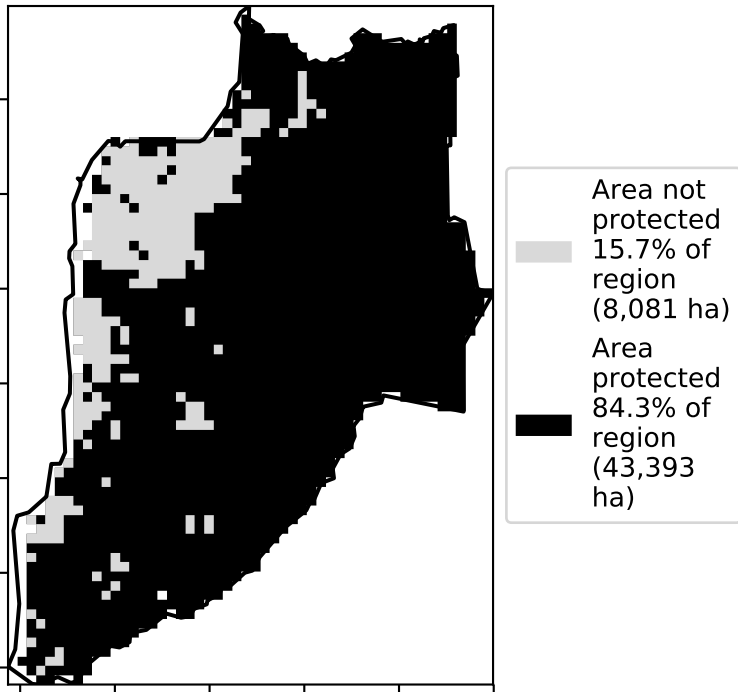 Area not
protected
15.7% of
region
(8,081 ha)
Area
protected
84.3% of
region
(43,393
ha)